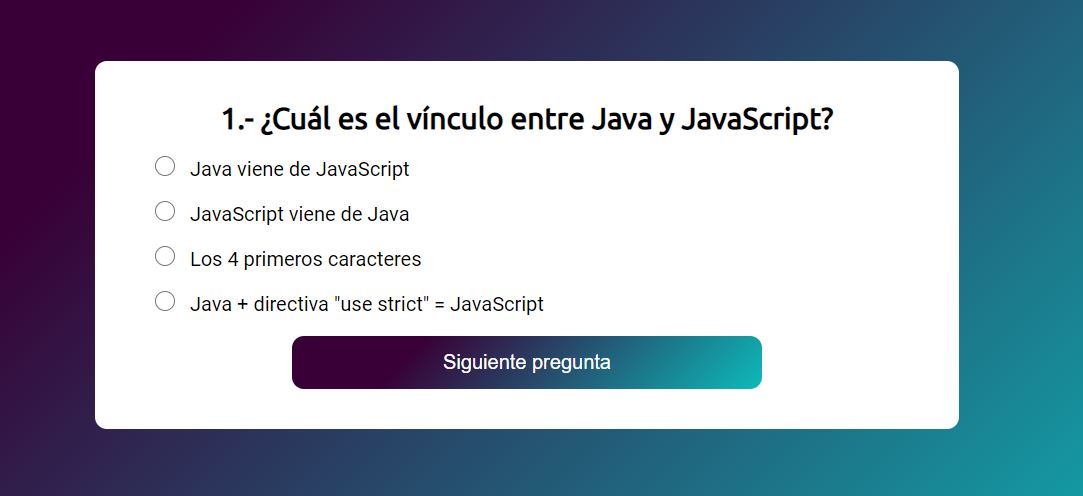 1.- ¿Cuál es el vínculo entre Java y JavaScript?
Java viene de JavaScript
JavaScript viene de Java
Los 4 primeros caracteres
Java + directiva "use strict" = JavaScript
Siguiente pregunta